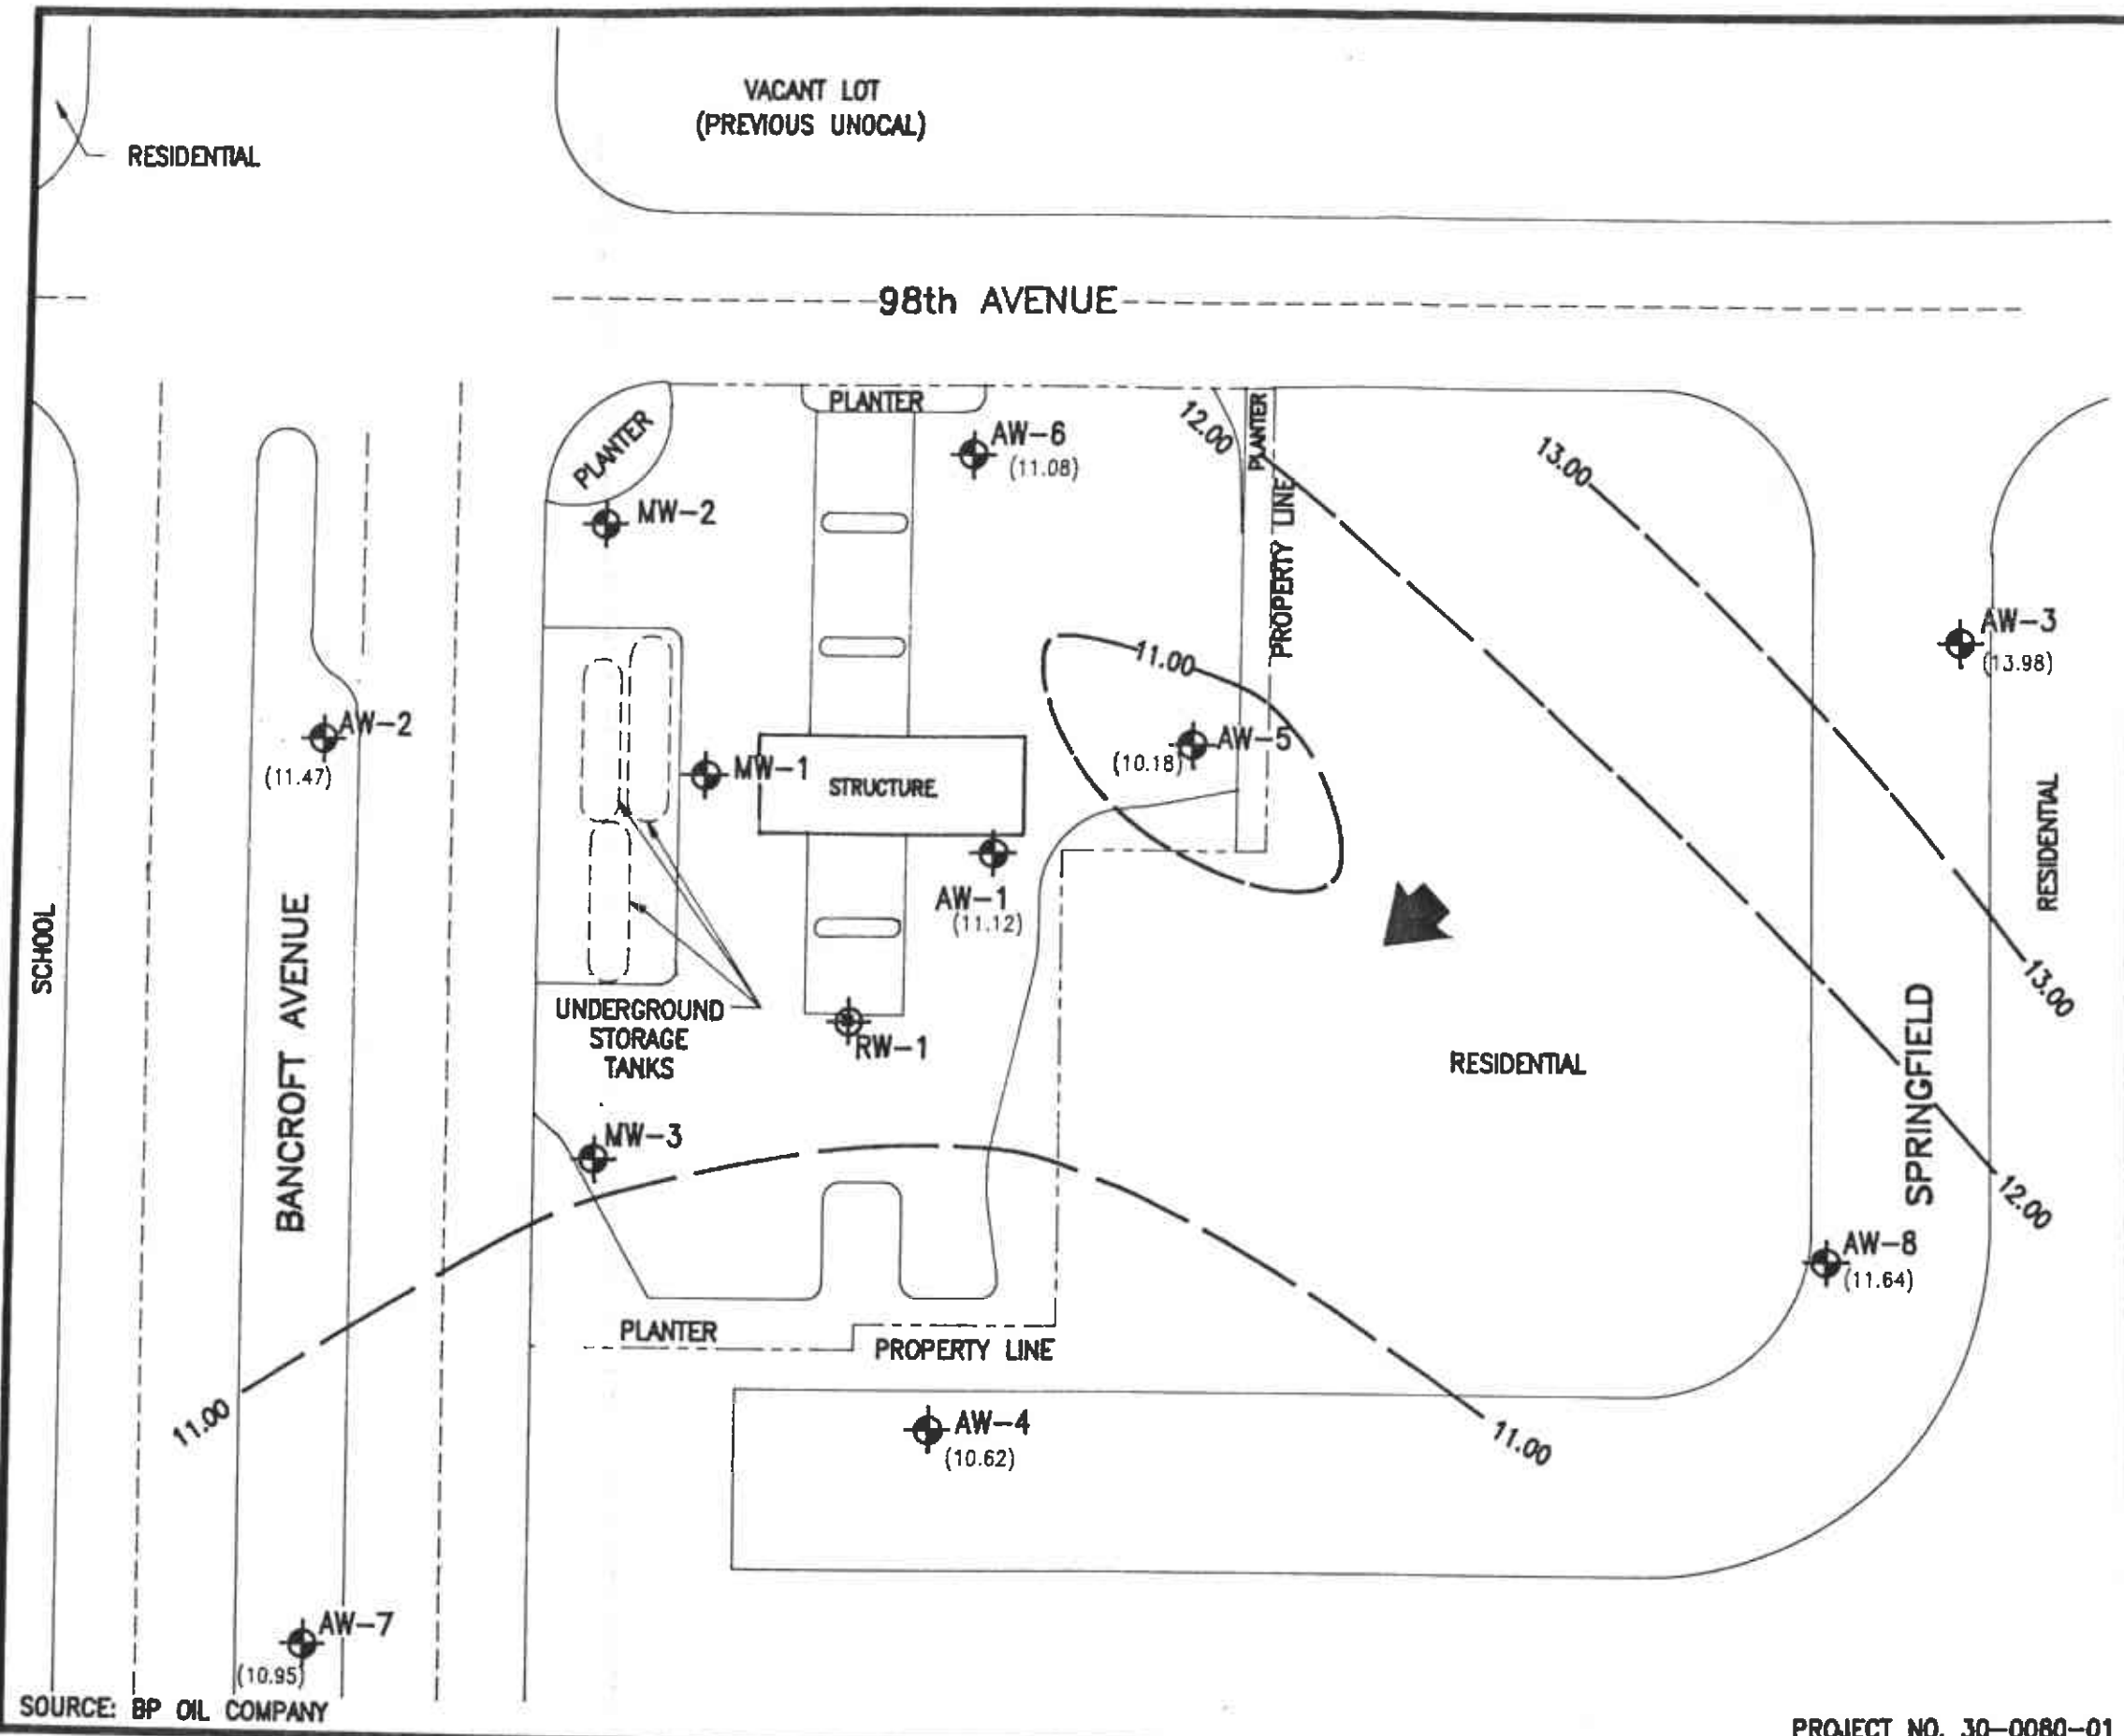 VACANT LOT
(PREVIOUS UNOCAL)
RESIDENTIAL
98th AVENUE
PLANTER
PLANTER
12.00
PLANTER
AW-6
(11.08)
13.00
MW-2
PROPERTY LINE
AW-3
(13.98)
11.00
AW-2
(11.47)
AW-5
(10.18)
MW-1
STRUCTURE
RESIDENTIAL
AW-1
(11.12)
SCHOOL
BANCROFT AVENUE
UNDERGROUND
STORAGE
TANKS
RW-1
RESIDENTIAL
13.00
SPRINGFIELD
MW-3
12.00
AW-8
(11.64)
PLANTER
PROPERTY LINE
11.00
AW-4
(10.62)
11.00
AW-7
(10.95)
SOURCE: BP OIL COMPANY
PROJECT NO. 30-0080-01